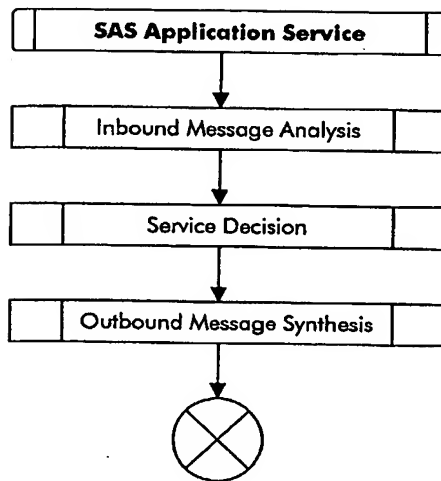 SAS Application Service
Inbound Message Analysis
Service Decision
Outbound Message Synthesis